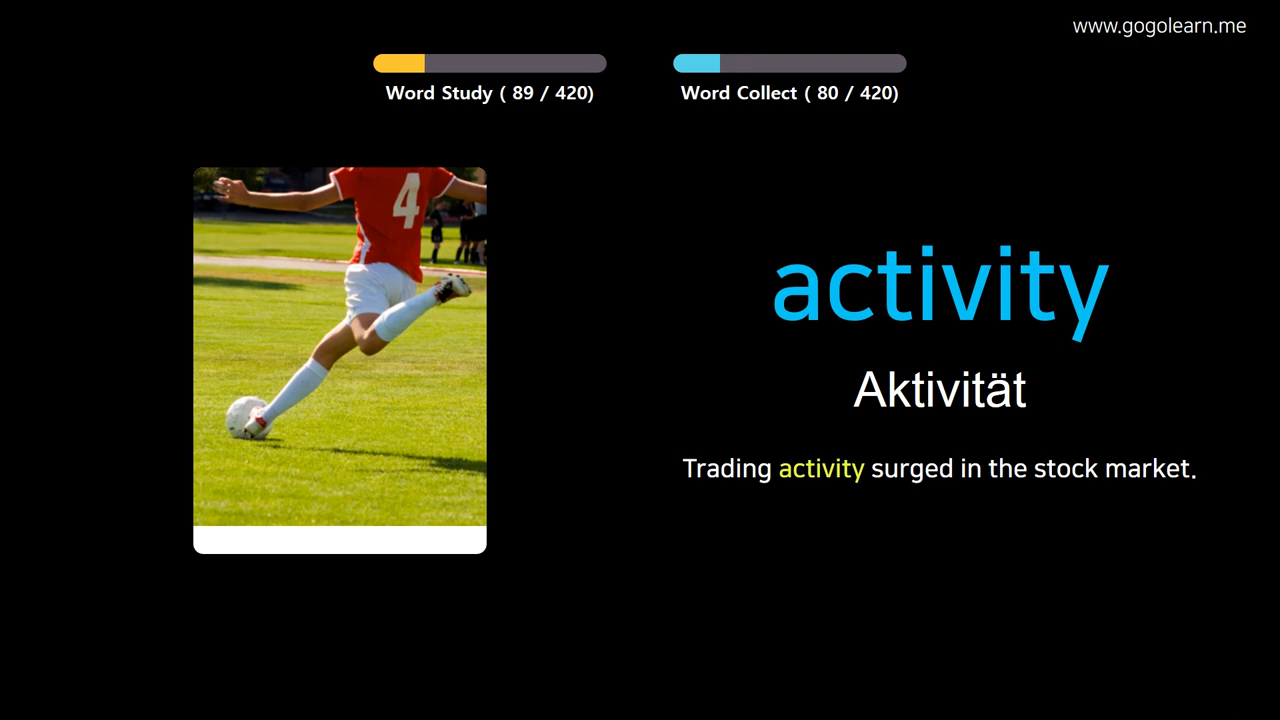 www.gogolearn.me
Word Study ( 89 / 420)
Word Collect ( 80 / 420)
4
activity
Aktivität
Trading activity surged in the stock market.